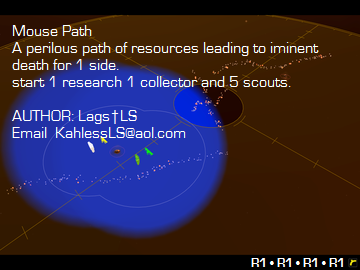 Mouse Path
A perilous path of resources leading to iminent
death for 1 side.
start 1 research 1 collector and 5 scouts.
AUTHOR: Lags†LS
Email  KahlessLS@aol.com
R1 • R1 • R1 • R1 r